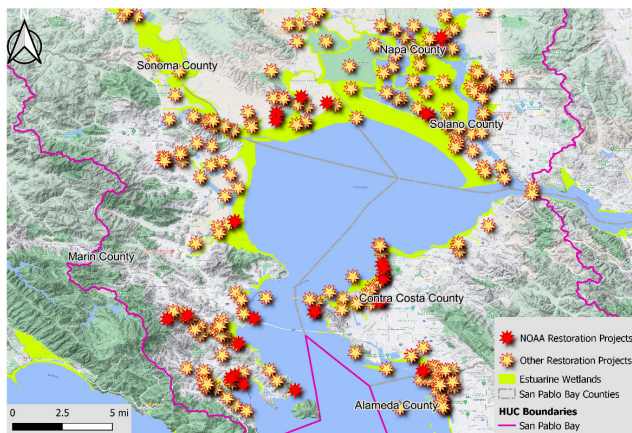 N
Napa County
Sonoma County
Solano County
Marin County
Contra Costa County
Alameda County
NOAA Restoration Projects
Other Restoration Projects
Estuarine Wetlands
San Pablo Bay Counties
HUC Boundaries
San Pablo Bay
0 2.5 5 mi